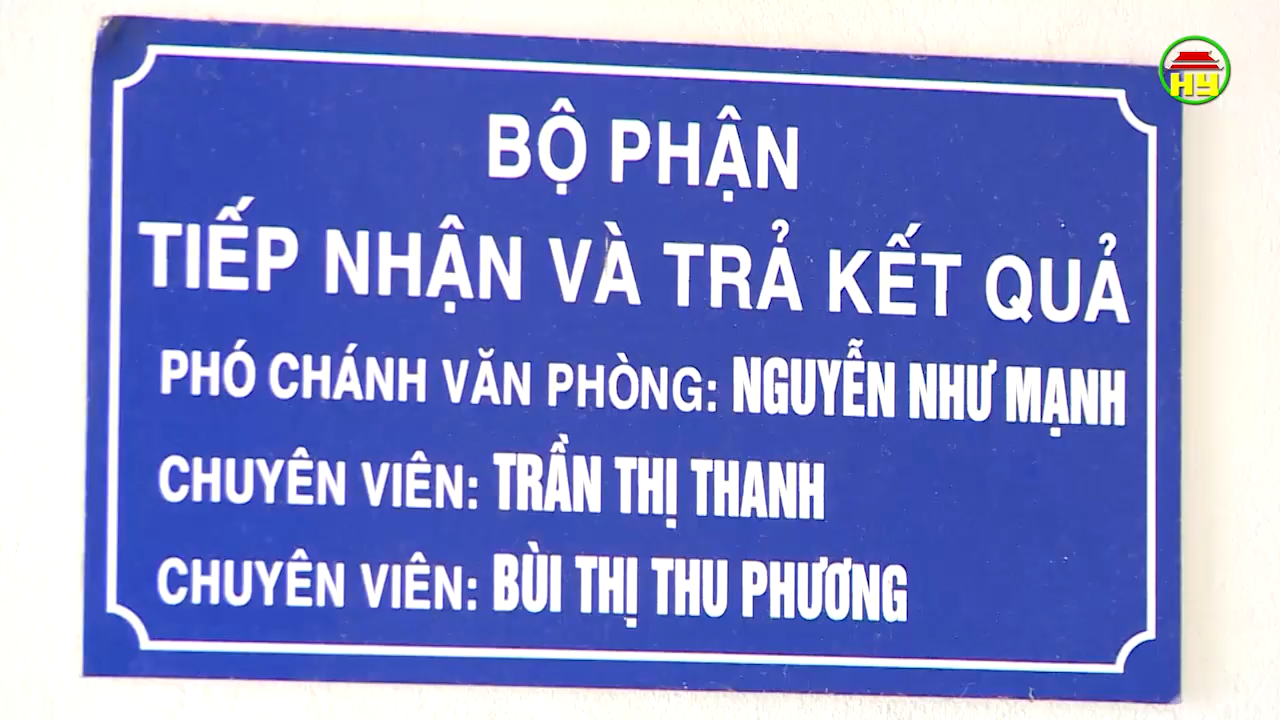 BỘ PHẬN
TIẾP NHẬN VÀ TRẢ KẾT QUẢ
PHÓ CHÁNH VĂN PHÒNG: NGUYỄN NHƯ MẠNH
CHUYÊN VIÊN: TRẦN THỊ THANH
CHUYÊN VIÊN: BÙI THỊ THU PHƯƠNG
HY